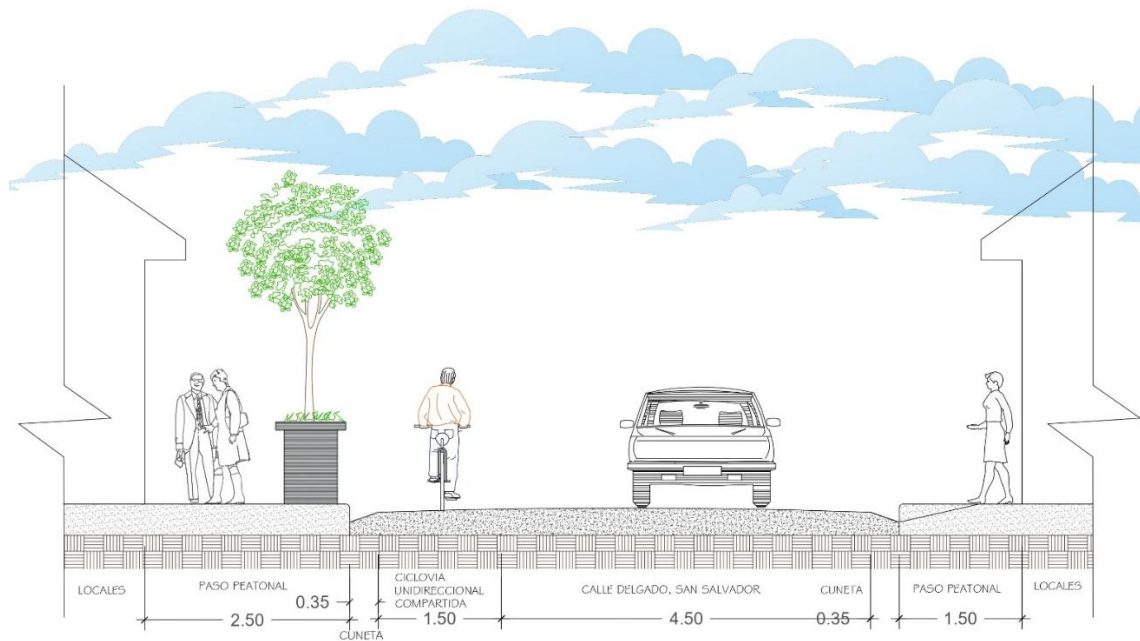 LOCALES
PASO PEATONAL
0.35
2.50
CUNETA
CICLOVIA
UNIDIRECCIONAL
COMPARTIDA
1.50
CALLE DELGADO, SAN SALVADOR
4.50
CUNETA
0.35
PASO PEATONAL
1.50
LOCALES